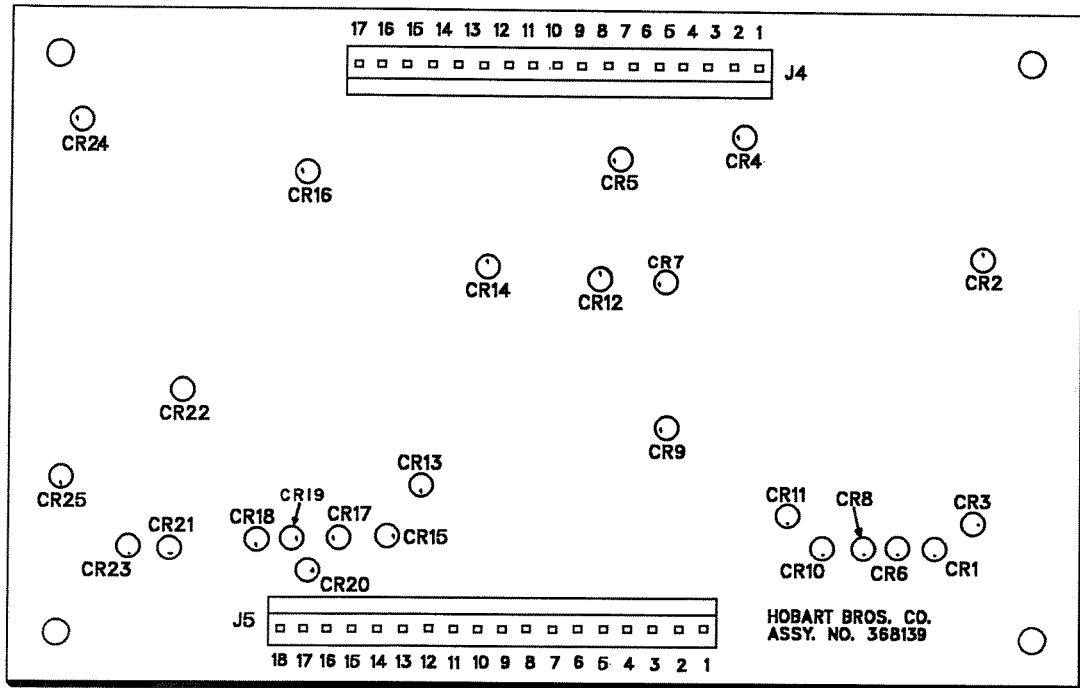 17 16 15 14 13 12 11 10 9 8 7 6 5 4 3 2 1
J4
CR24
CR16
CR5
CR4
CR14
CR12
CR7
CR2
CR22
CR9
CR25
CR13
CR19
CR11
CR8
CR3
CR21
CR18
CR17
CR15
CR23
CR20
CR10
CR6
CR1
J5
HOBART BROS. CO.
ASSY. NO. 368139
18 17 16 15 14 13 12 11 10 9 8 7 6 5 4 3 2 1